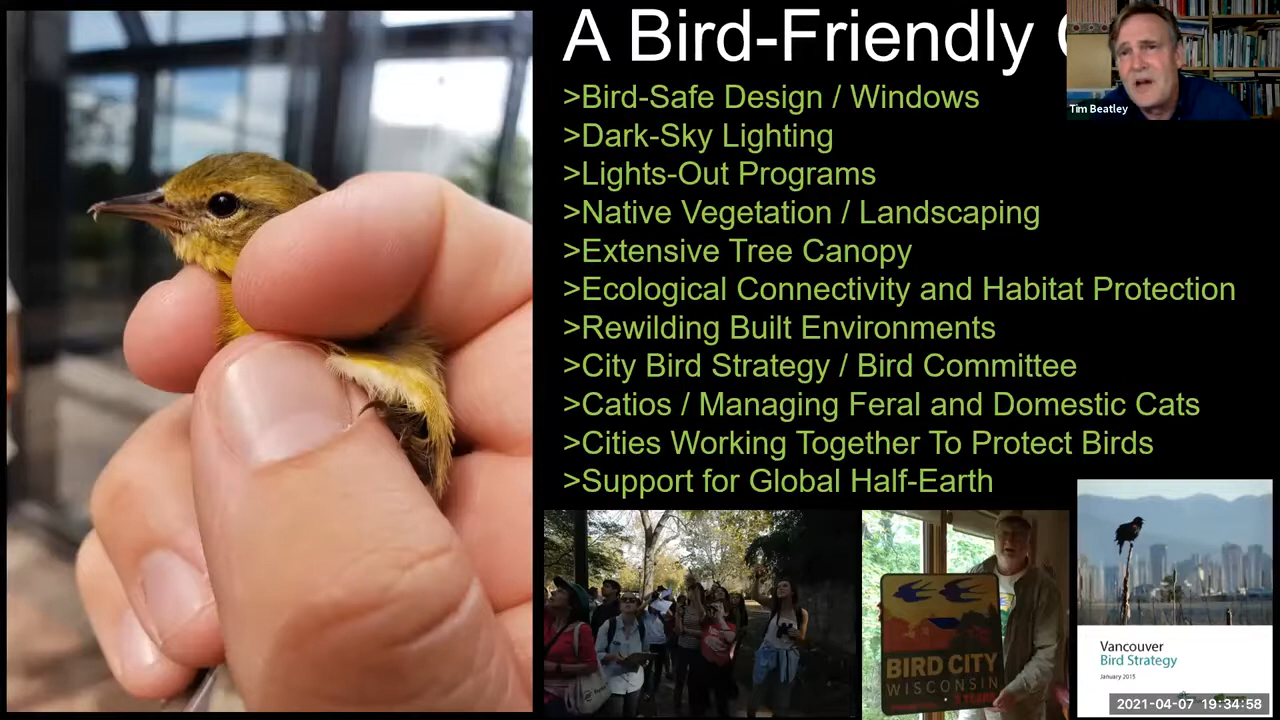 A Bird-Friendly
Tim Beatley
>Bird-Safe Design / Windows
>Dark-Sky Lighting
>Lights-Out Programs
>Native Vegetation / Landscaping
>Extensive Tree Canopy
>Ecological Connectivity and Habitat Protection
>Rewilding Built Environments
>City Bird Strategy / Bird Committee
>Catios / Managing Feral and Domestic Cats
>Cities Working Together To Protect Birds
>Support for Global Half-Earth
BIRD CITY
WISCONSIN
Vancouver
Bird Strategy
January 2015
2021-04-07 19:34:58